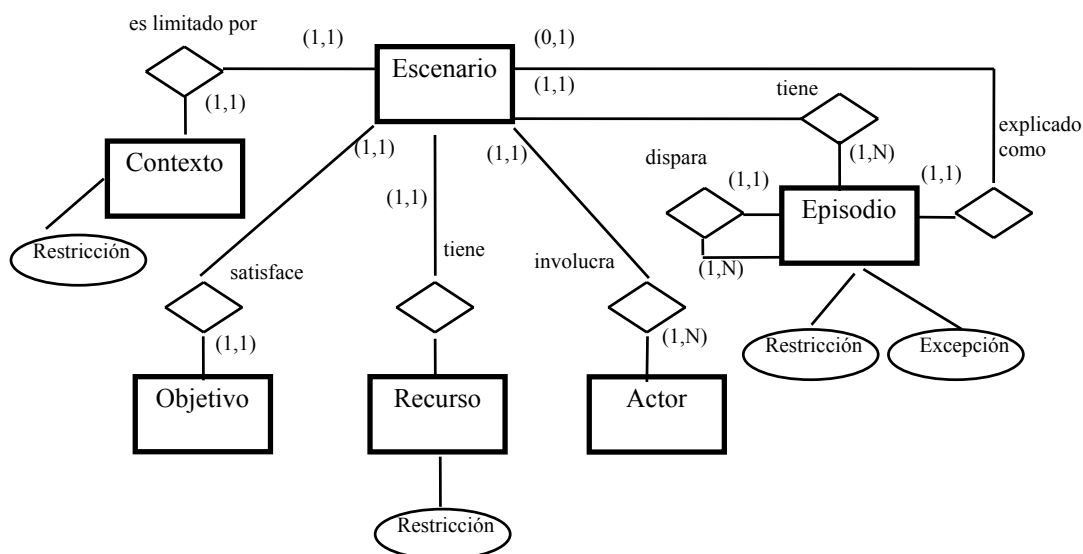 es limitado por
(1,1)
Escenario
(0,1)
(1,1)
tiene
(1,1)
explicado
como
Contexto
(1,1)
(1,1)
dispara
(1,N)
(1,1)
(1,1)
(1,1)
Episodio
Restricción
satisface
tiene
involucra
(1,N)
(1,1)
(1,N)
Restricción
Excepción
Objetivo
Recurso
Actor
Restricción